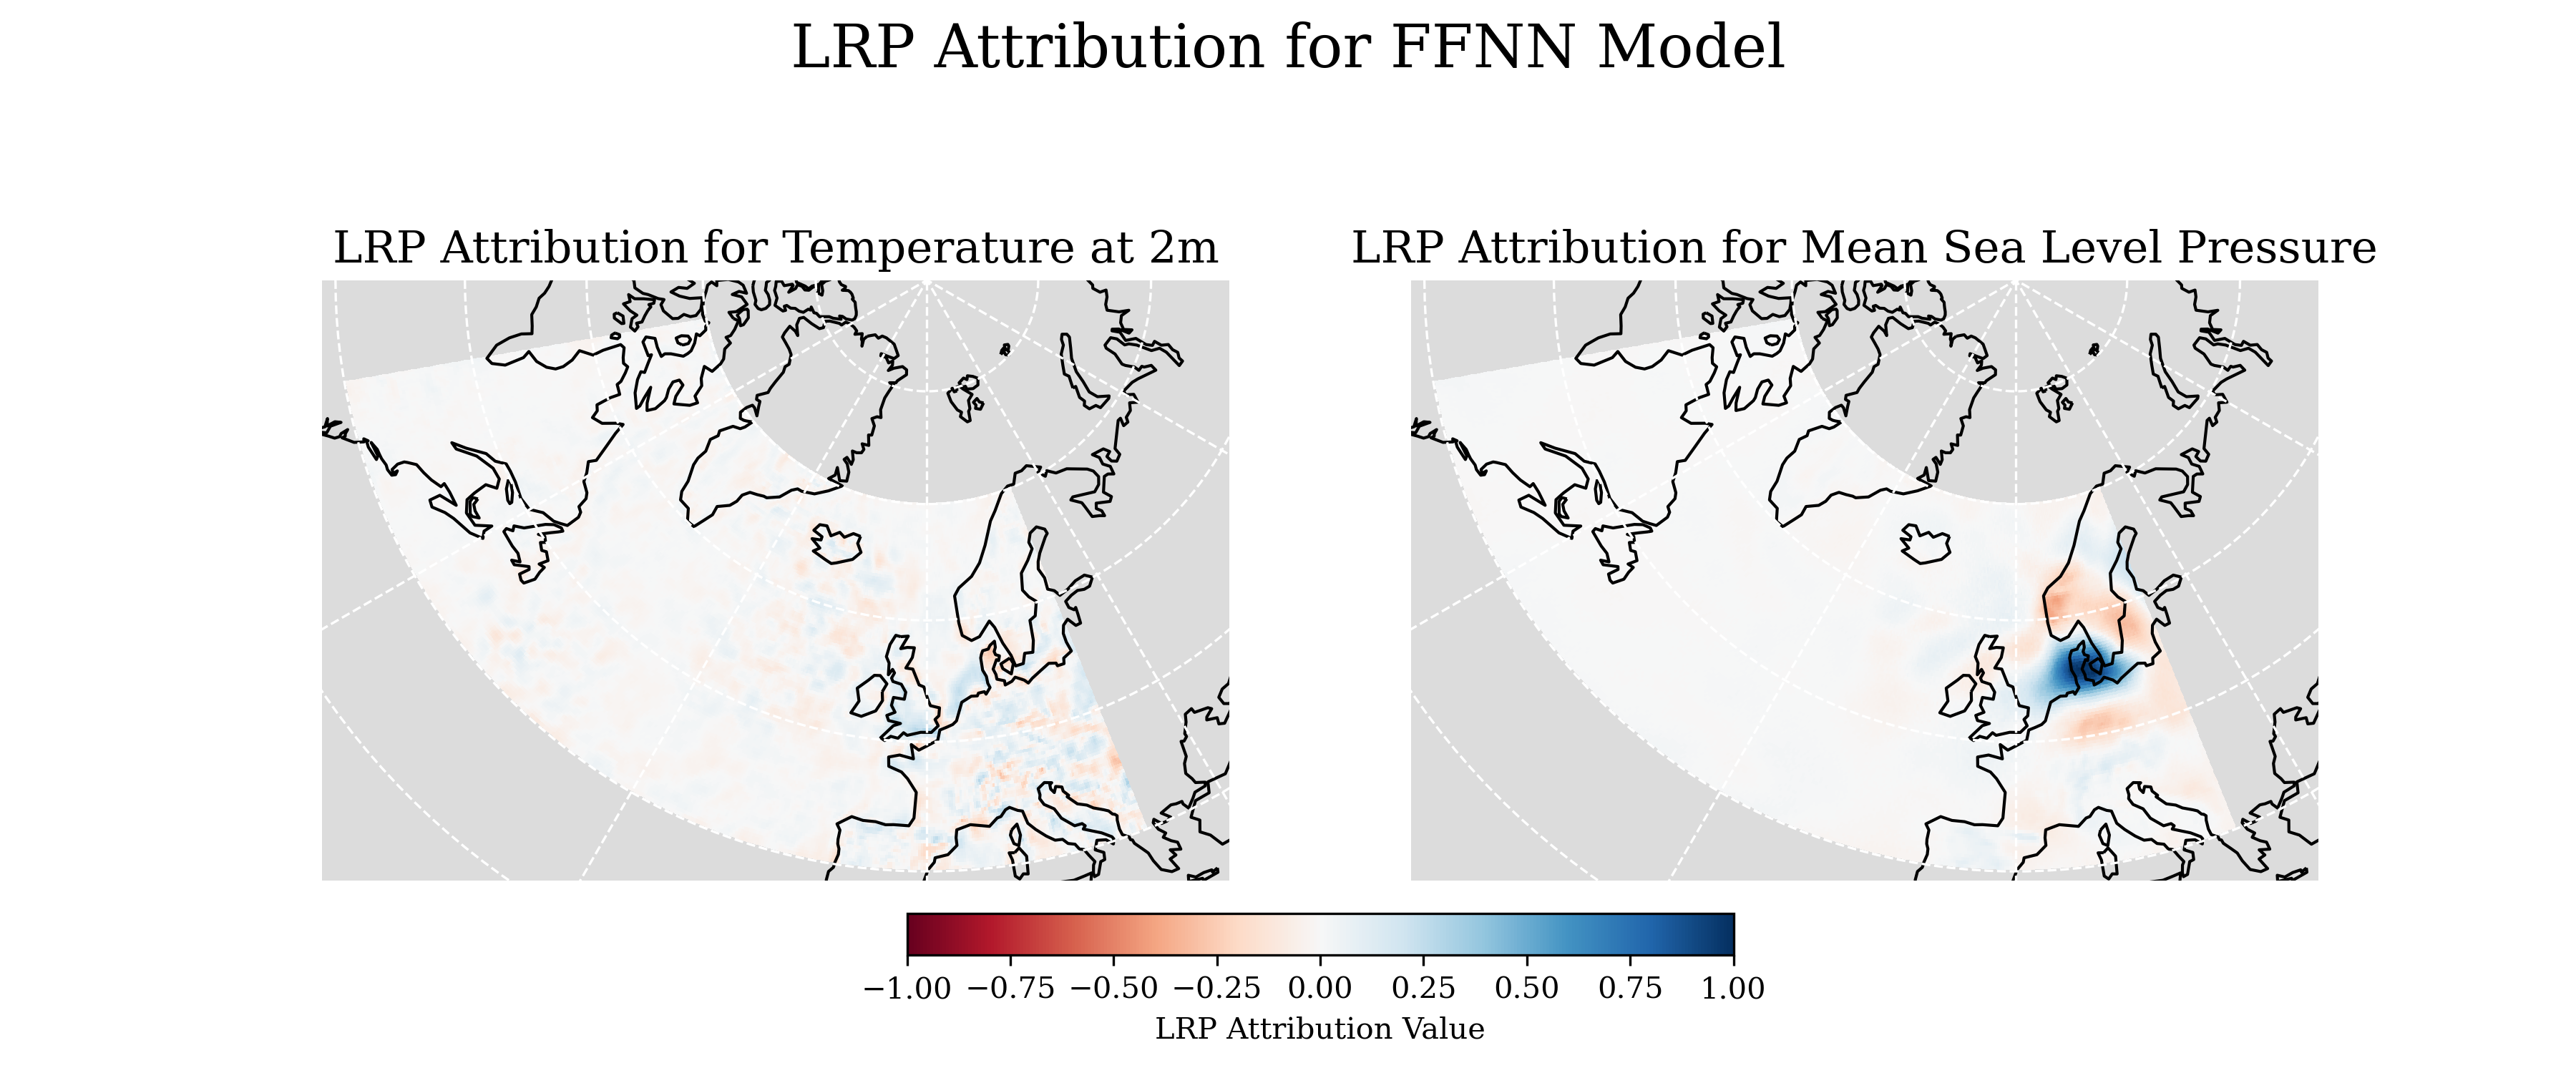 LRP Attribution for FFNN Model
LRP Attribution for Temperature at 2m
LRP Attribution for Mean Sea Level Pressure
−1.00 −0.75 −0.50 −0.25 0.00 0.25 0.50 0.75 1.00
LRP Attribution Value